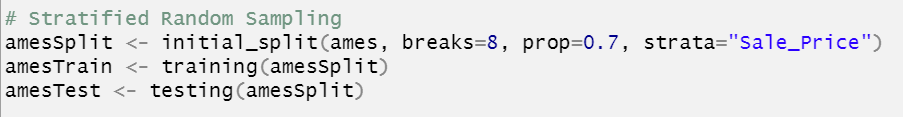 # Stratified Random Sampling
amesSplit <- initial_split(ames, breaks=8, prop=0.7, strata="Sale_Price")
amesTrain <- training(amesSplit)
amesTest <- testing(amesSplit)